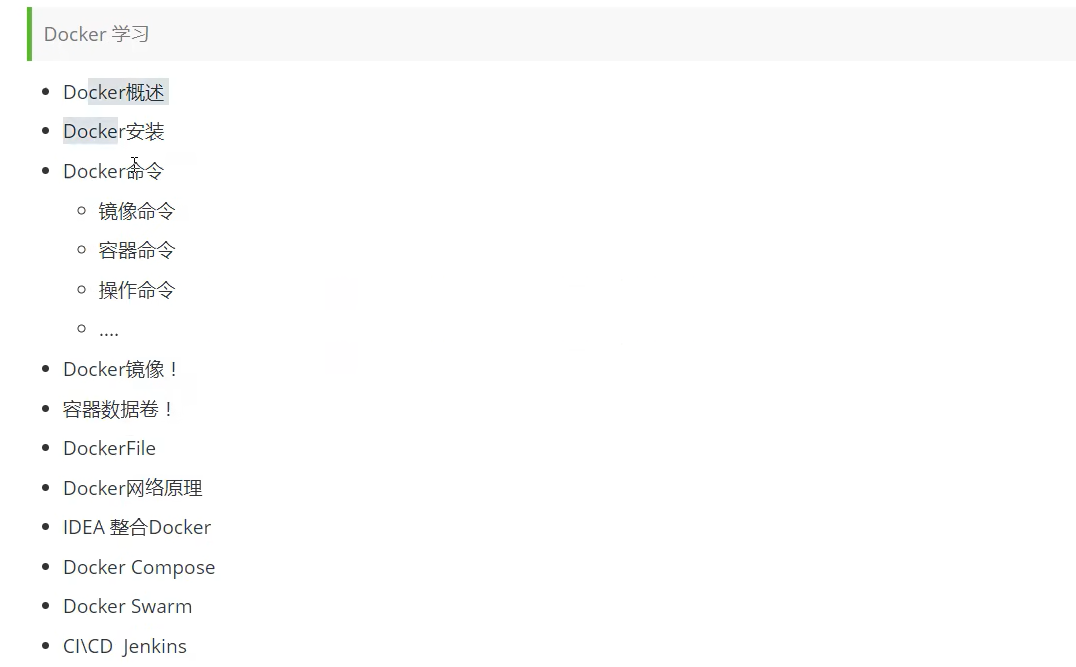 Docker 学习
Docker概述
Docker安装
Docker命令
镜像命令
容器命令
操作命令
....
Docker镜像！
容器数据卷！
DockerFile
Docker网络原理
IDEA 整合Docker
Docker Compose
Docker Swarm
CI\CD Jenkins